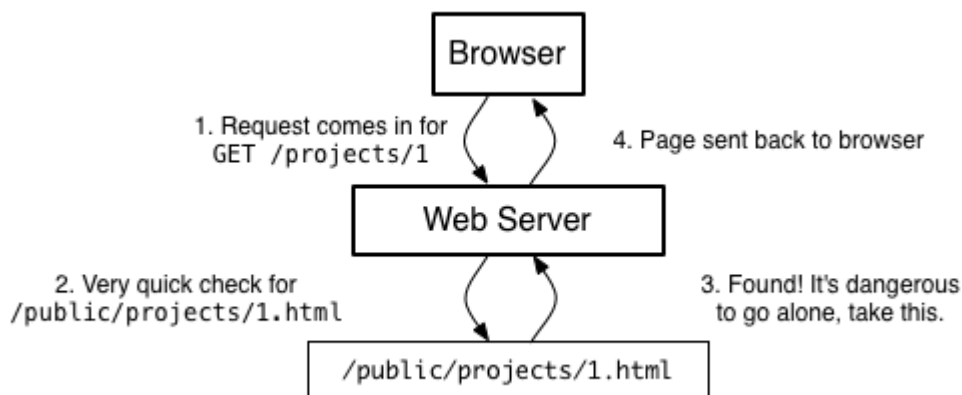 Browser
1. Request comes in for
GET /projects/1
4. Page sent back to browser
Web Server
2. Very quick check for
/public/projects/1.html
3. Found! It's dangerous
to go alone, take this.
/public/projects/1.html